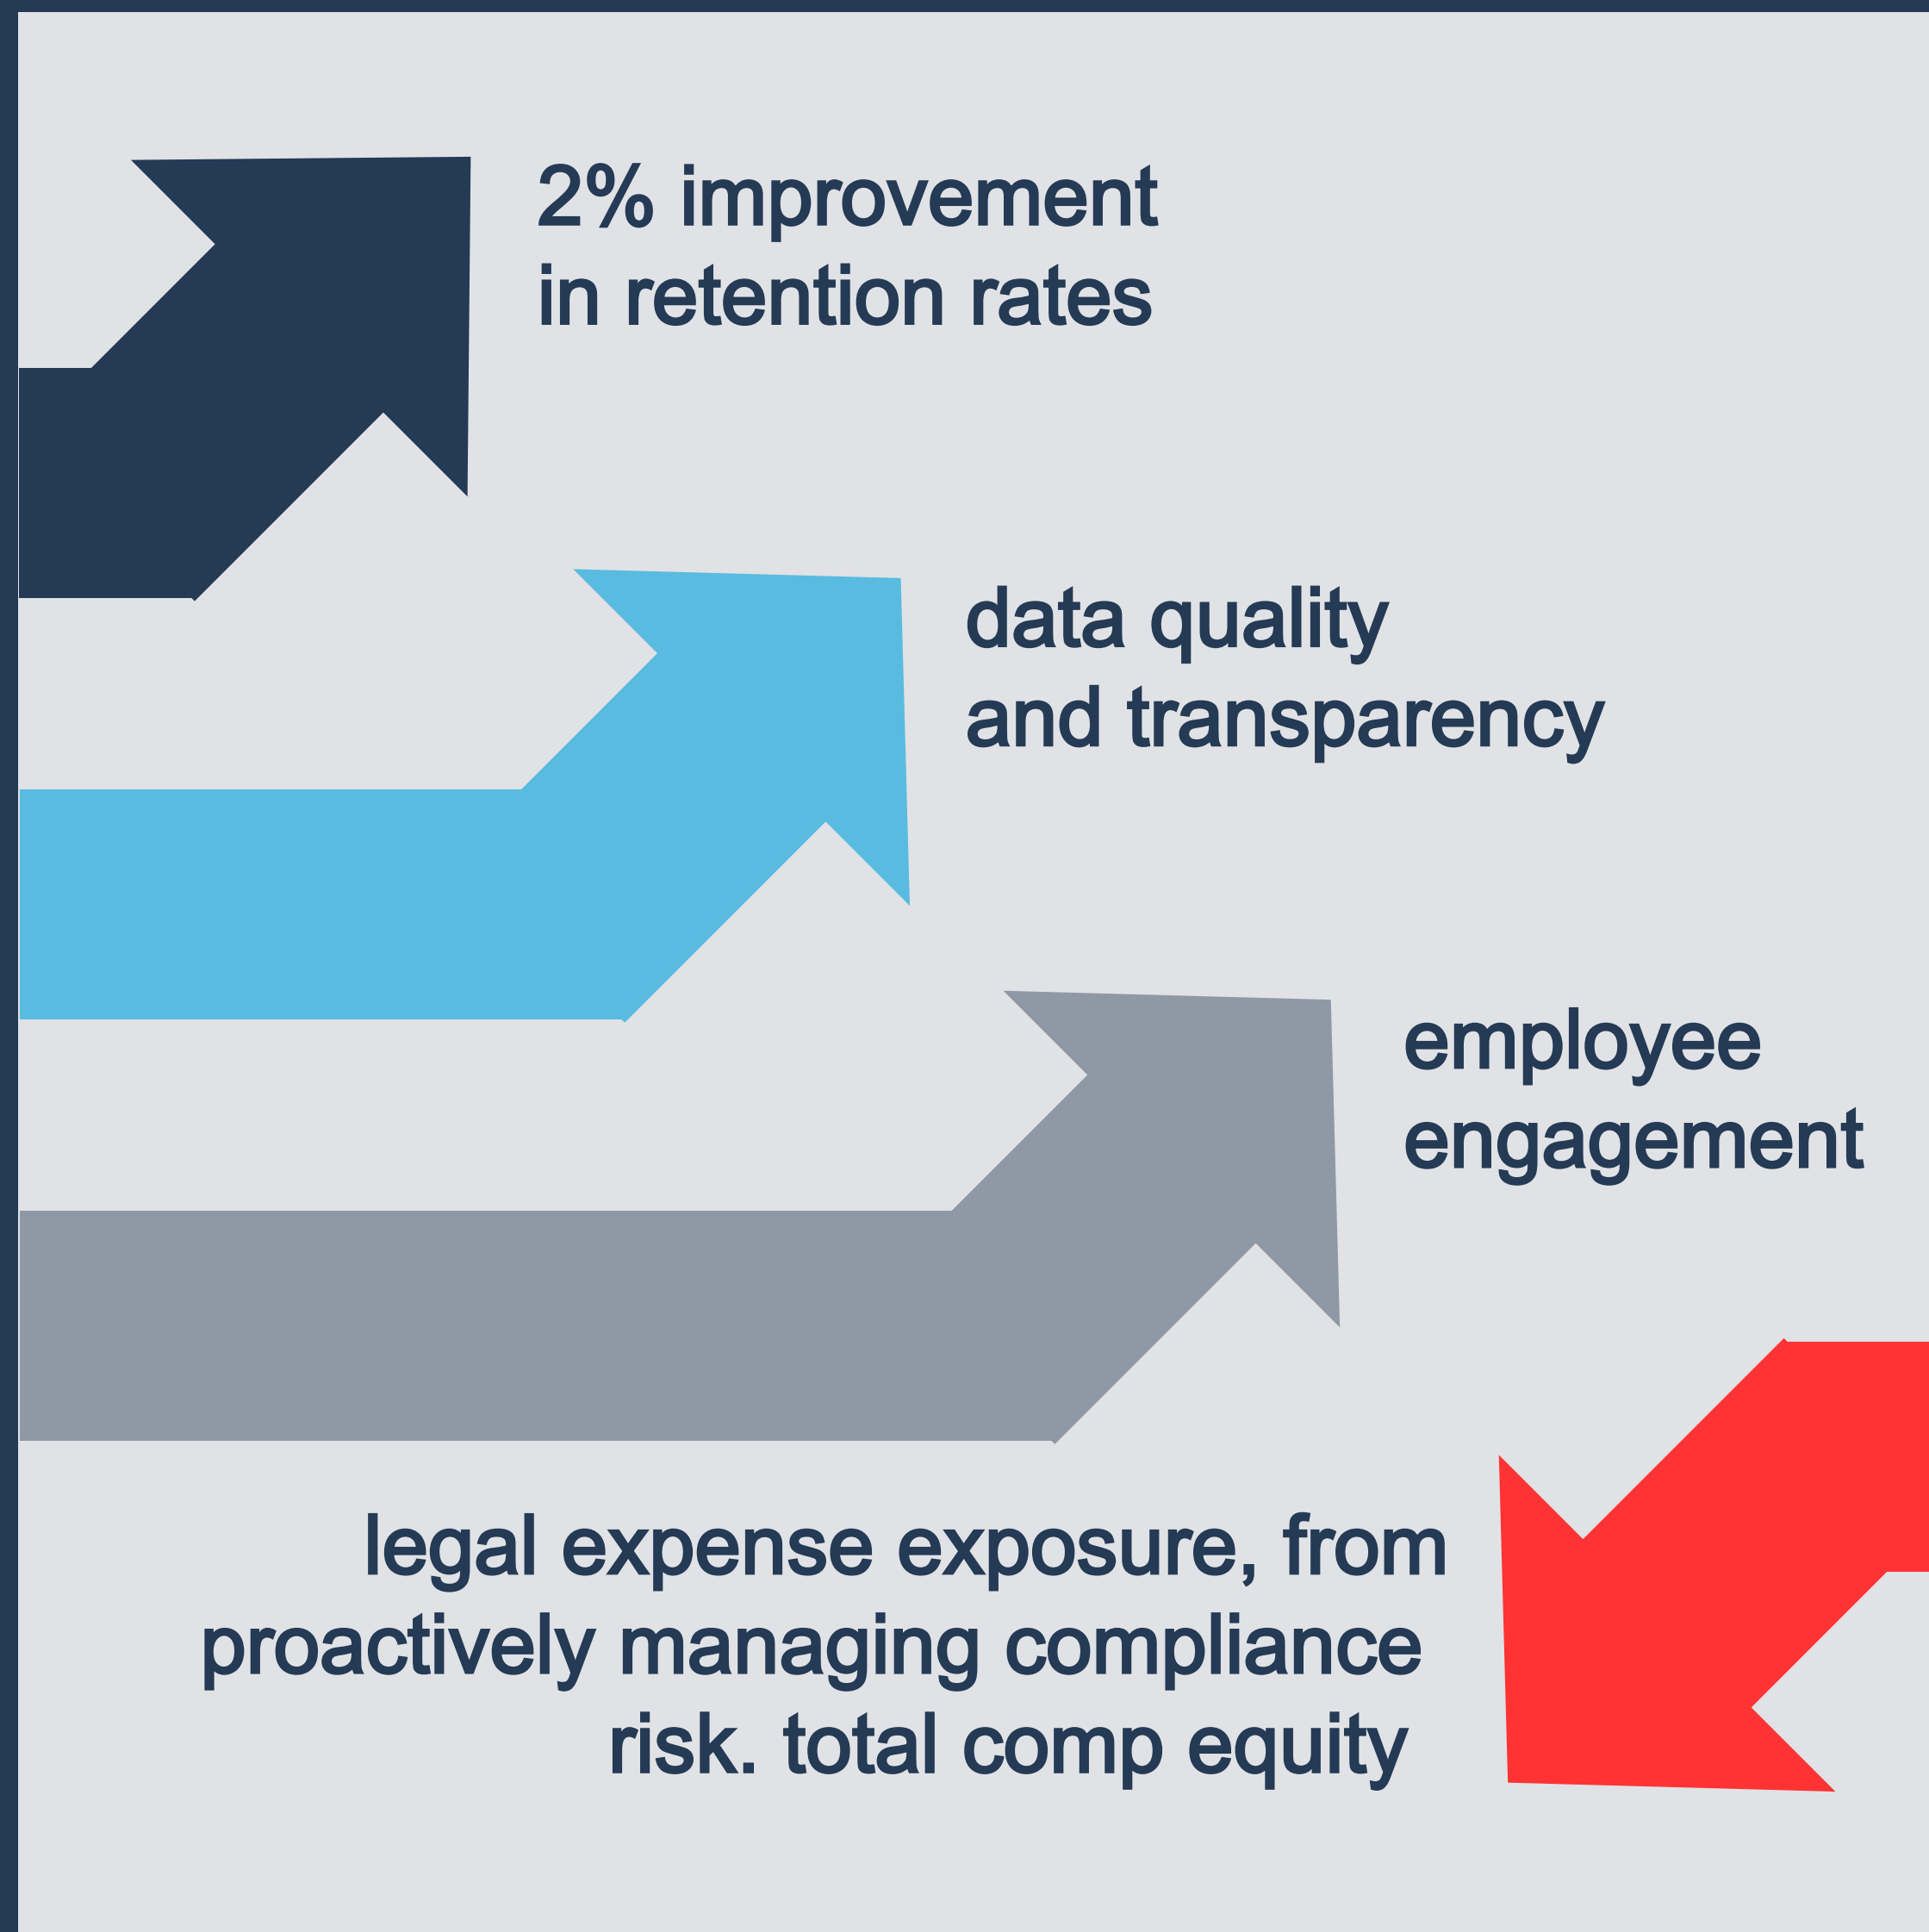 2% improvement
in retention rates
data quality
and transparency
employee
engagement
legal expense exposure, from
proactively managing compliance
risk. total comp equity